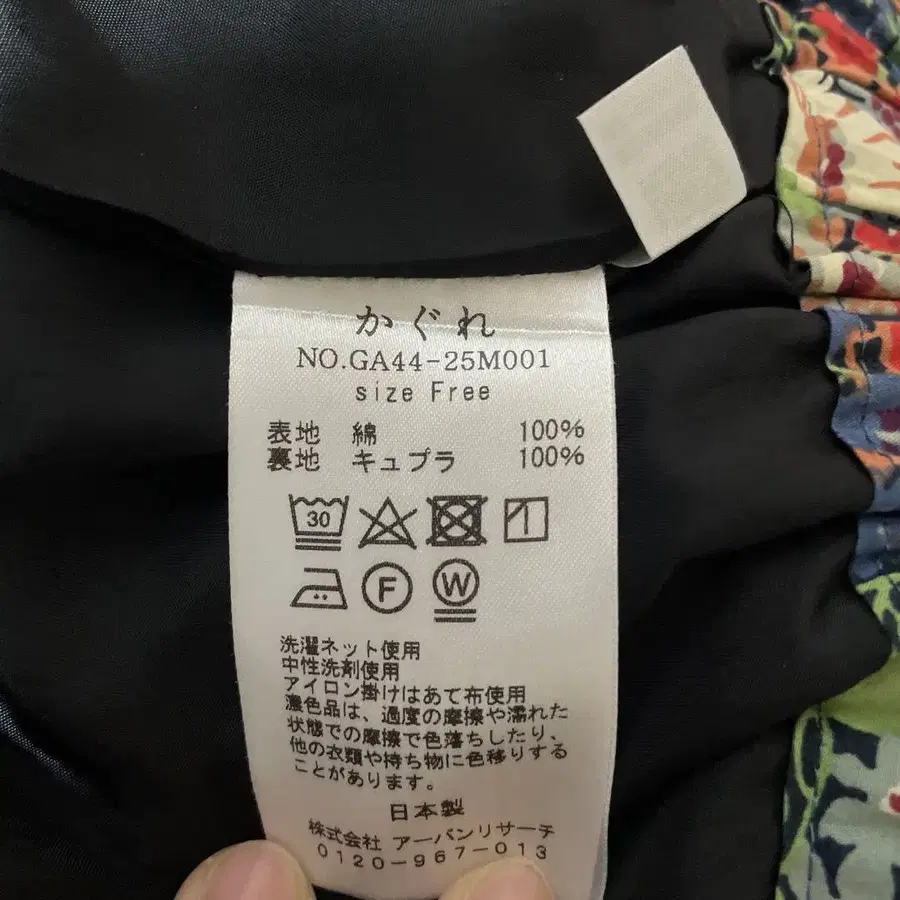 かぐれ
NO.GA44-25M001
size Free
表地 綿 100%
裏地 キュプラ 100%
30
F W
洗濯ネット使用
中性洗剤使用
アイロン掛けはあて布使用
濃色品は、過度の摩擦や濡れた
状態での摩擦で色落ちしたり、
他の衣類や持ち物に色移りする
ことがあります。
日本製
株式会社 アーバンリサーチ
0120-967-013